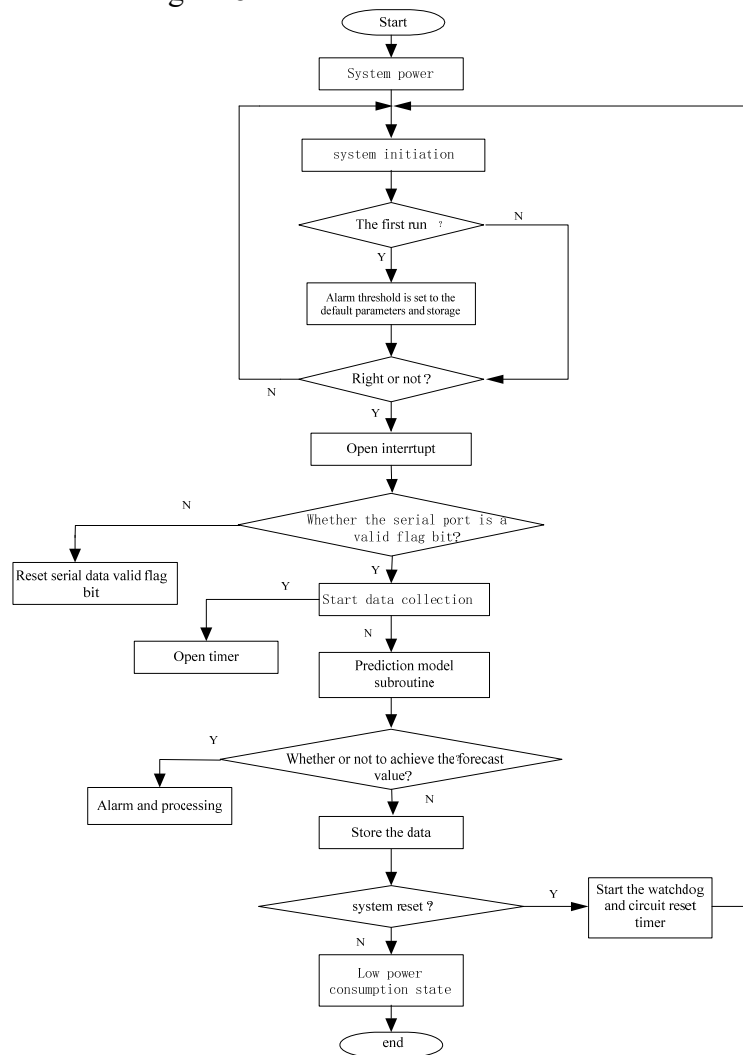 Start
System power
system initiation
The first run ?
N
Y
Alarm threshold is set to the
default parameters and storage
Right or not?
N
Y
Open interrtupt
N
Whether the serial port is a
valid flag bit?
Y
Reset serial data valid flag
bit
Y
Start data collection
N
Open timer
Prediction model
subroutine
Y
Whether or not to achieve the?forecast
value?
Alarm and processing
N
Store the data
system reset ?
Y
Start the watchdog
and circuit reset
timer
N
Low power
consumption state
end